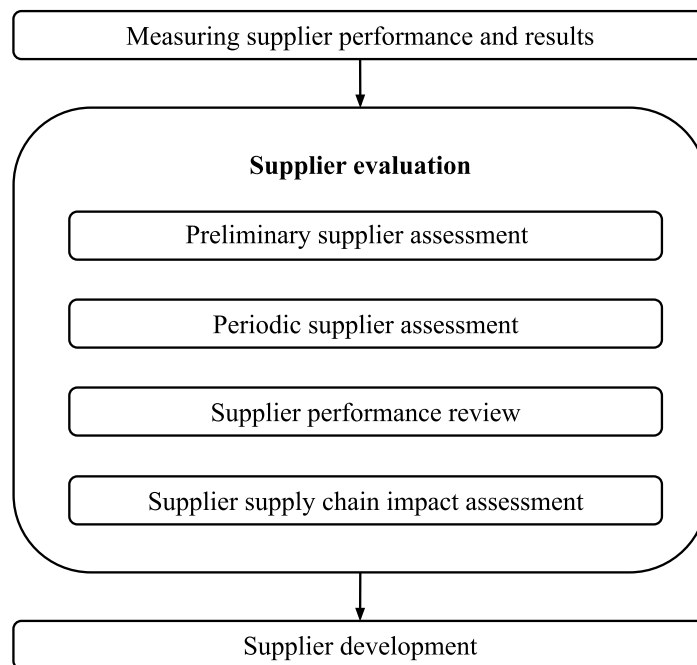 Measuring supplier performance and results
Supplier evaluation
Preliminary supplier assessment
Periodic supplier assessment
Supplier performance review
Supplier supply chain impact assessment
Supplier development